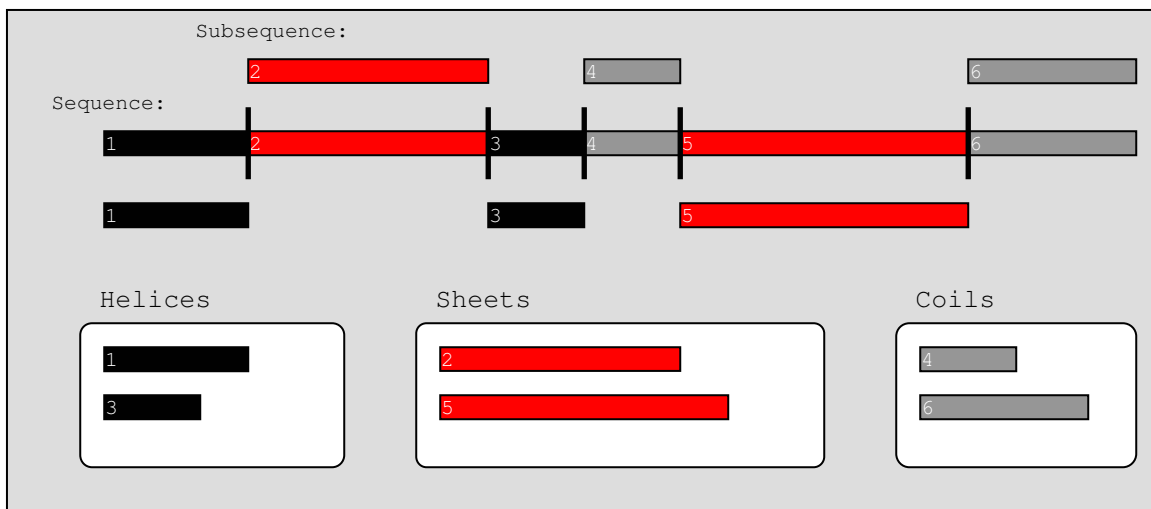 Subsequence:
2 4 6
Sequence:
1 2 3 4 5 6
1 3 5
Helices Sheets Coils
1 2 4
3 5 6